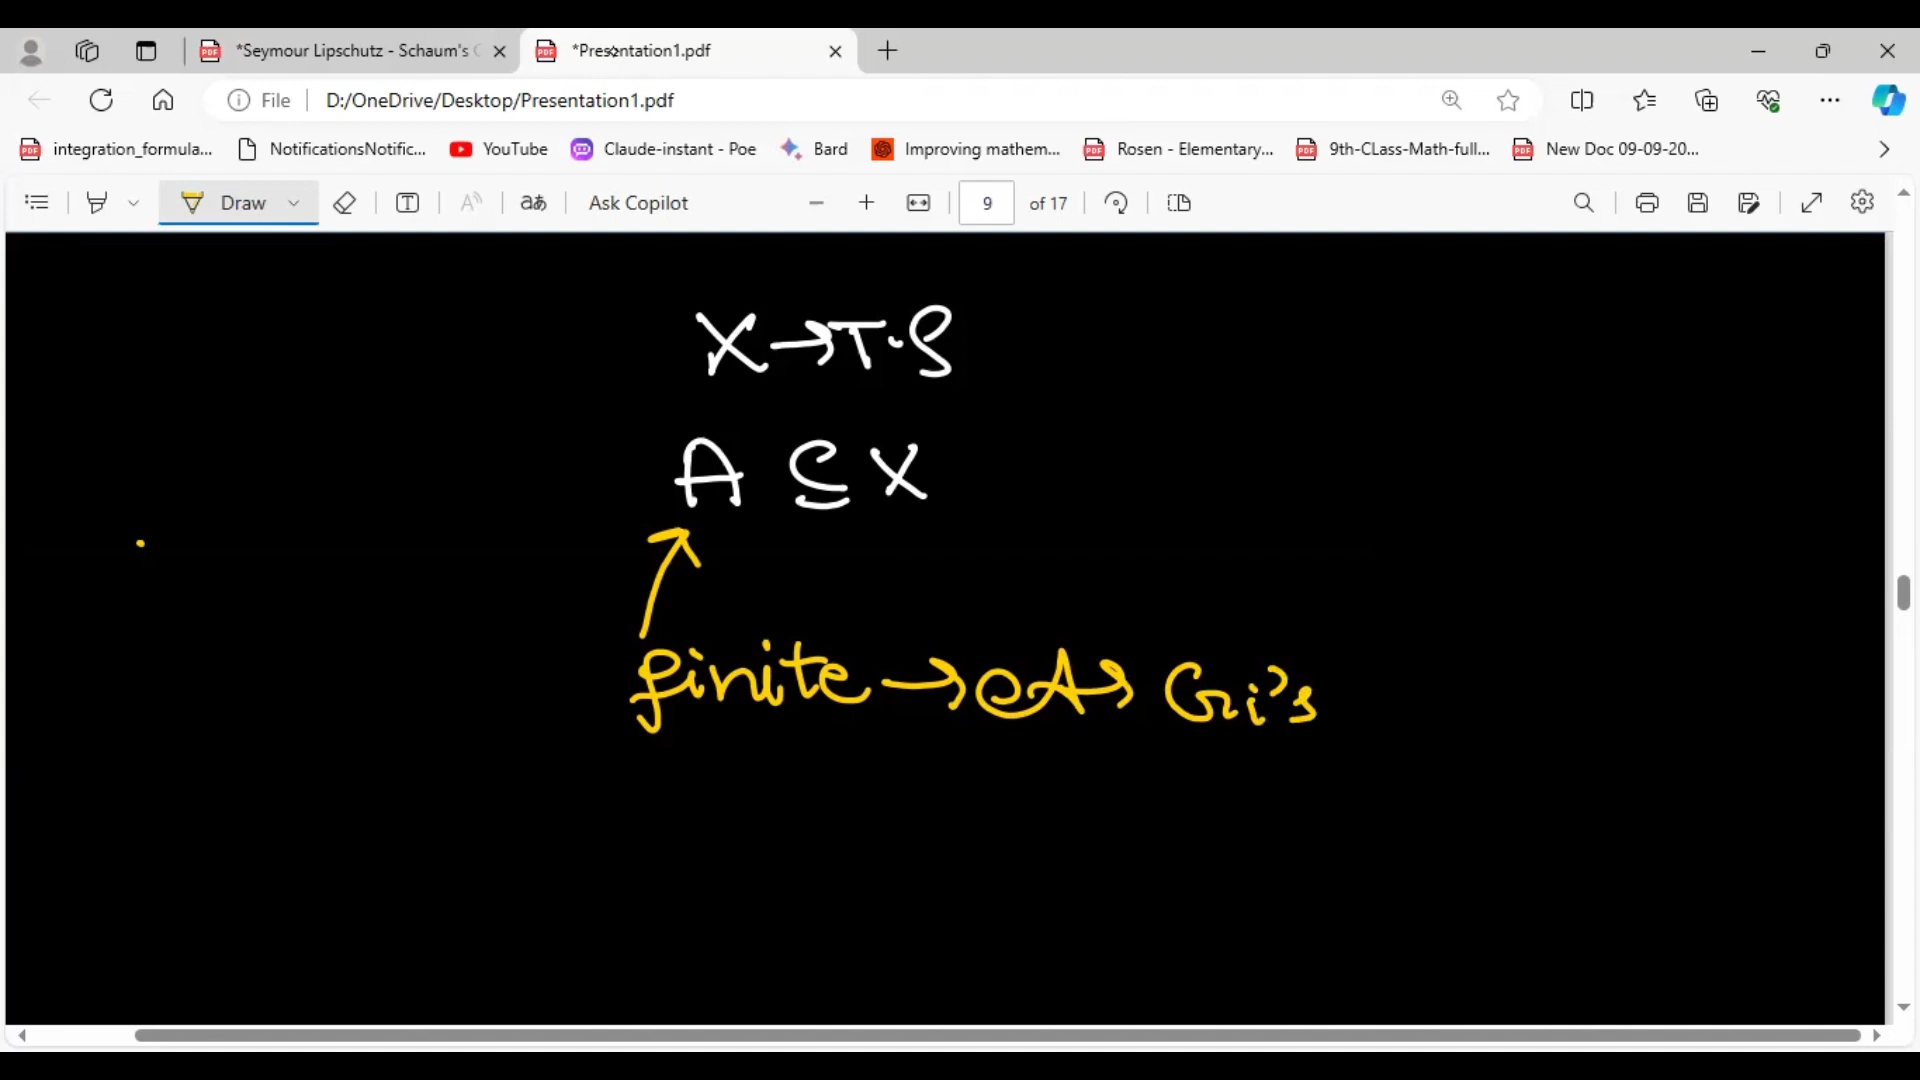 *Seymour Lipschutz - Schaum's
*Presentation1.pdf
File D:/OneDrive/Desktop/Presentation1.pdf
integration_formula... NotificationsNotific... YouTube Claude-instant - Poe Bard Improving mathem... Rosen - Elementary... 9th-CLass-Math-full... New Doc 09-09-20...
Draw Ask Copilot 9 of 17
X→T.S
A ⊆ X
finite → A → Gi's